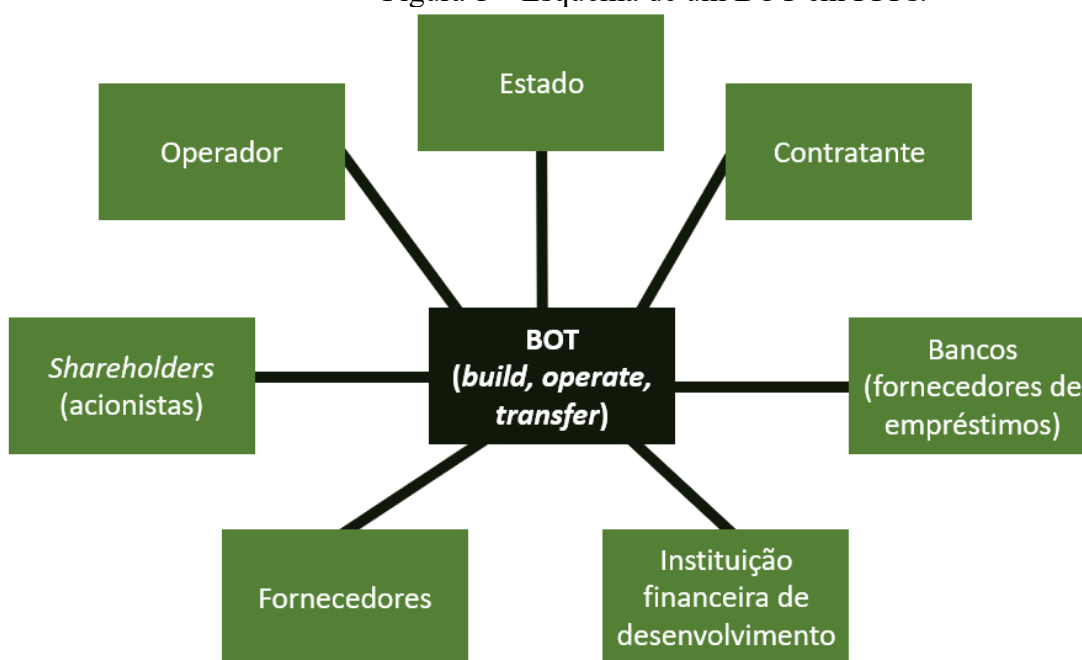 Estado
Operador
Contratante
BOT
(build, operate,
transfer)
Shareholders
(acionistas)
Bancos
(fornecedores de
empréstimos)
Fornecedores
Instituição
financeira de
desenvolvimento